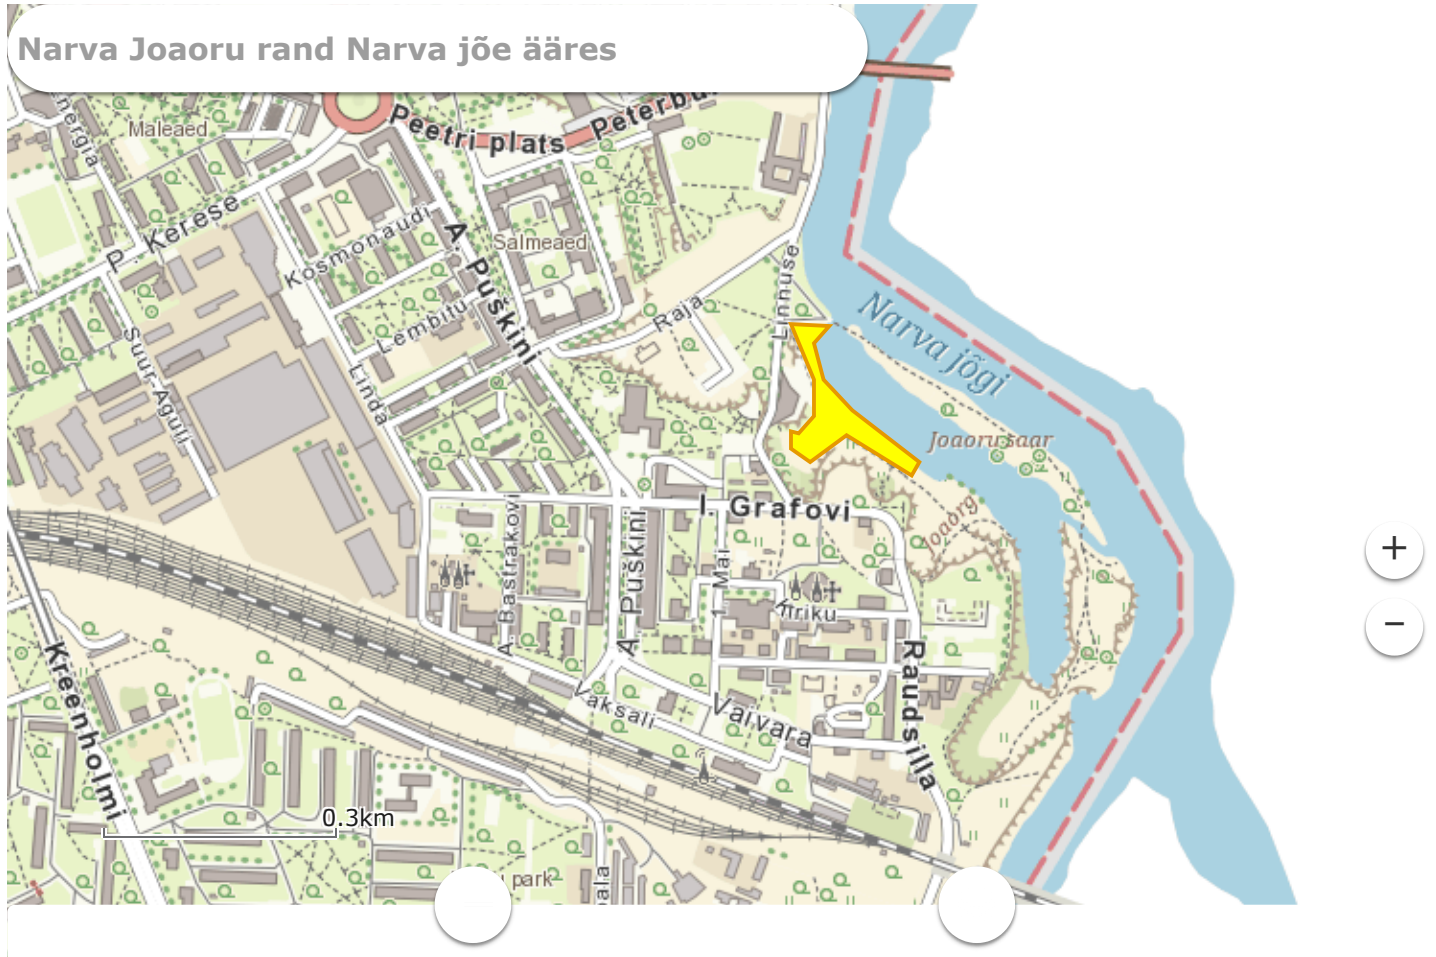 Narva Joaoru rand Narva jõe ääres
Energia
Maleaed
Peetri plats
Peterbu
P. Kerese
Kosmonaudi
A. Puškini
Salmeaed
Linnuse
Raja
Lembitu
Suur-Aguli
Linda
Narva jõgi
Joaoru saar
Joaorg
I. Grafovi
A. Bastrakovi
A. Puškini
1. Mai
Kiriku
Kreenholmi
Vaksali
Vaivara
Raudsilla
0.3km
park
+
−